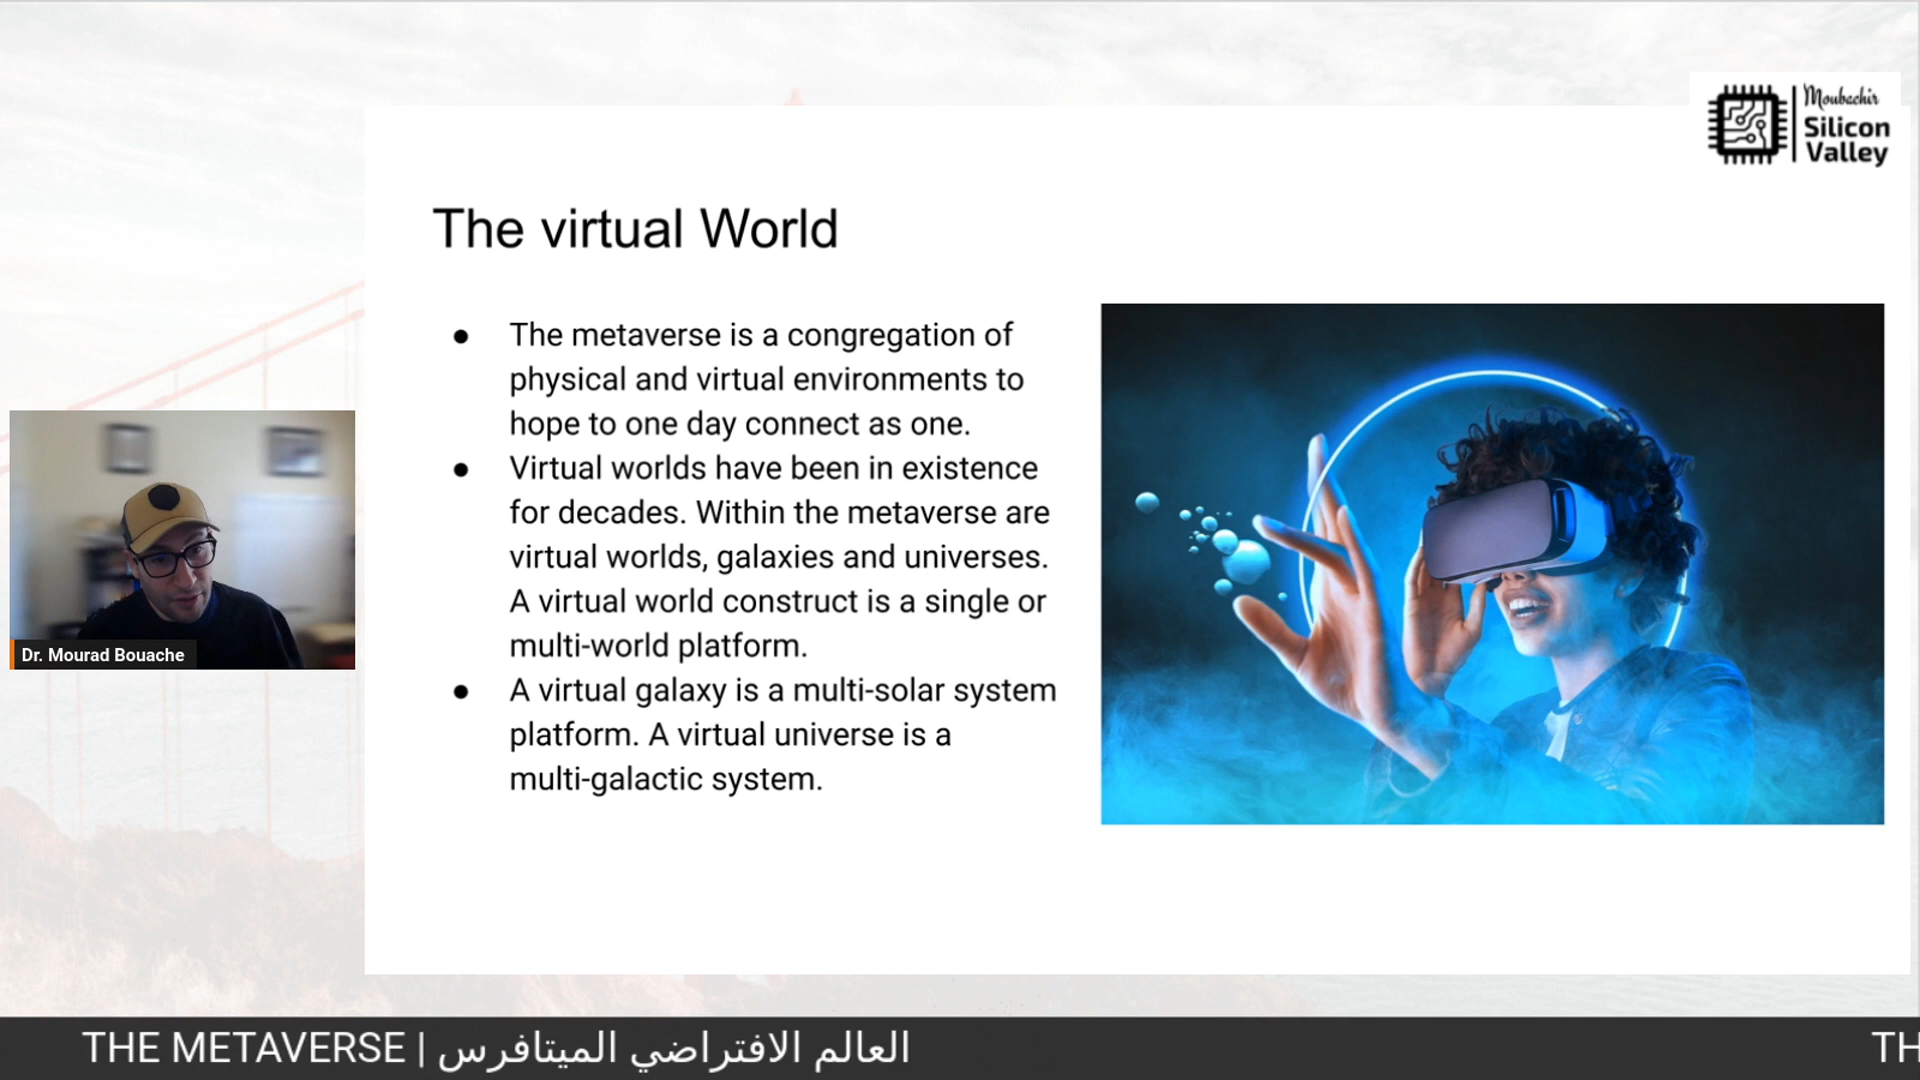 Moubachir
Silicon
Valley
The virtual World
● The metaverse is a congregation of
physical and virtual environments to
hope to one day connect as one.
● Virtual worlds have been in existence
for decades. Within the metaverse are
virtual worlds, galaxies and universes.
A virtual world construct is a single or
multi-world platform.
● A virtual galaxy is a multi-solar system
platform. A virtual universe is a
multi-galactic system.
Dr. Mourad Bouache
THE METAVERSE | العالم الافتراضي الميتافرس
TH